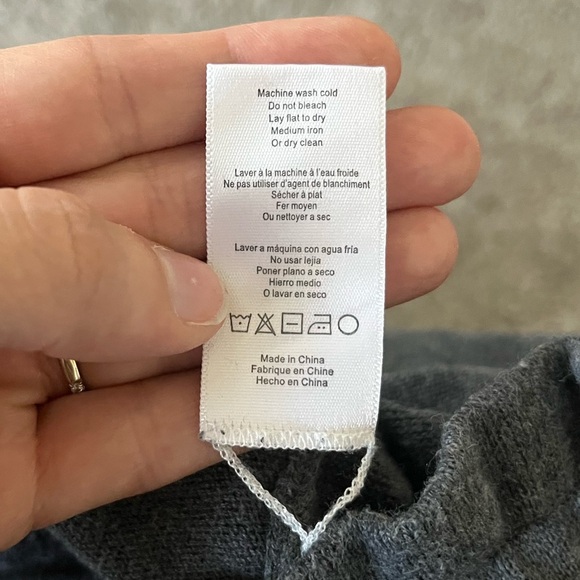 Machine wash cold
Do not bleach
Lay flat to dry
Medium iron
Or dry clean
Laver à la machine à l'eau froide
Ne pas utiliser d'agent de blanchiment
Sécher à plat
Fer moyen
Ou nettoyer a sec
Lavar a máquina con agua fria
No usar lejia
Poner plano a seco
Hierro medio
O lavar en seco
Made in China
Fabrique en Chine
Hecho en China